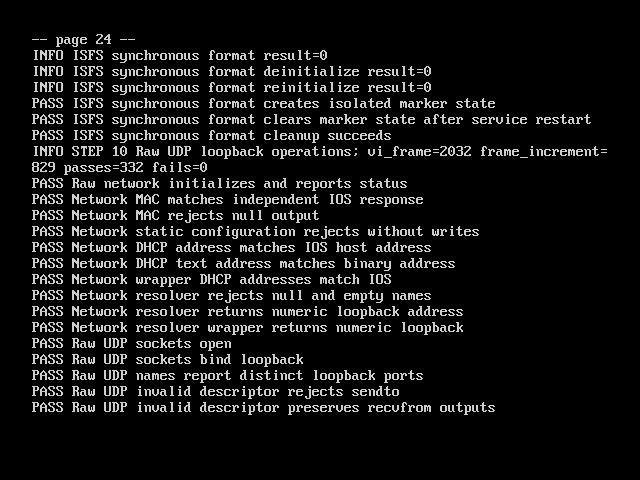 -- page 24 --
INFO ISFS synchronous format result=0
INFO ISFS synchronous format deinitialize result=0
INFO ISFS synchronous format reinitialize result=0
PASS ISFS synchronous format creates isolated marker state
PASS ISFS synchronous format clears marker state after service restart
PASS ISFS synchronous format cleanup succeeds
INFO STEP 10 Raw UDP loopback operations; vi_frame=2032 frame_increment=
829 passes=332 fails=0
PASS Raw network initializes and reports status
PASS Network MAC matches independent IOS response
PASS Network MAC rejects null output
PASS Network static configuration rejects without writes
PASS Network DHCP address matches IOS host address
PASS Network DHCP text address matches binary address
PASS Network wrapper DHCP addresses match IOS
PASS Network resolver rejects null and empty names
PASS Network resolver returns numeric loopback address
PASS Network resolver wrapper returns numeric loopback
PASS Raw UDP sockets open
PASS Raw UDP sockets bind loopback
PASS Raw UDP names report distinct loopback ports
PASS Raw UDP invalid descriptor rejects sendto
PASS Raw UDP invalid descriptor preserves recvfrom outputs